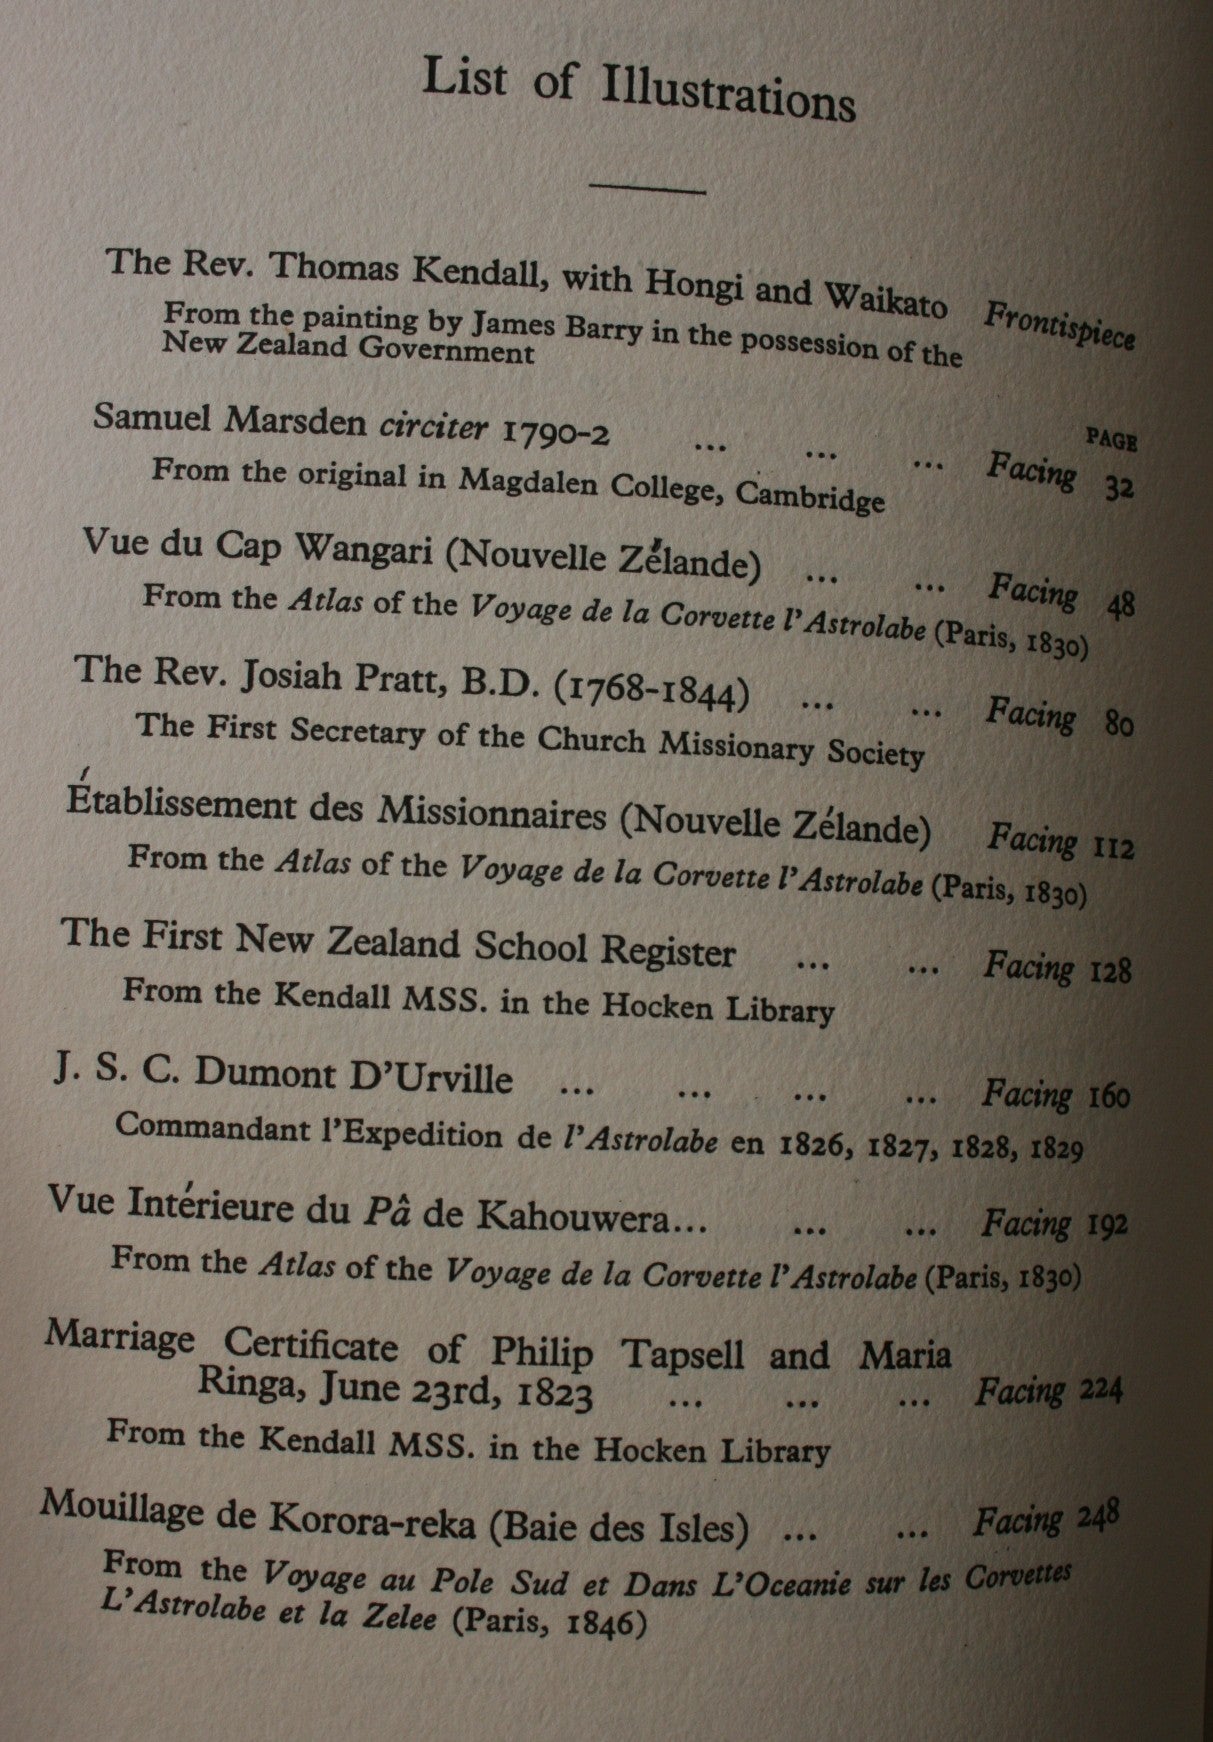 List of Illustrations
The Rev. Thomas Kendall, with Hongi and Waikato Frontispiece
From the painting by James Barry in the possession of the
New Zealand Government
PAGE
Samuel Marsden circiter 1790-2 ... ... ... Facing 32
From the original in Magdalen College, Cambridge
Vue du Cap Wangari (Nouvelle Zélande) ... ... Facing 48
From the Atlas of the Voyage de la Corvette l'Astrolabe (Paris, 1830)
The Rev. Josiah Pratt, B.D. (1768-1844) ... ... Facing 80
The First Secretary of the Church Missionary Society
Établissement des Missionnaires (Nouvelle Zélande) Facing 112
From the Atlas of the Voyage de la Corvette l'Astrolabe (Paris, 1830)
The First New Zealand School Register ... ... Facing 128
From the Kendall MSS. in the Hocken Library
J. S. C. Dumont D'Urville ... ... ... ... Facing 160
Commandant l'Expedition de l'Astrolabe en 1826, 1827, 1828, 1829
Vue Intérieure du Pâ de Kahouwera... ... ... Facing 192
From the Atlas of the Voyage de la Corvette l'Astrolabe (Paris, 1830)
Marriage Certificate of Philip Tapsell and Maria
Ringa, June 23rd, 1823 ... ... ... Facing 224
From the Kendall MSS. in the Hocken Library
Mouillage de Korora-reka (Baie des Isles) ... ... Facing 248
From the Voyage au Pole Sud et Dans L'Oceanie sur les Corvettes
L'Astrolabe et la Zelee (Paris, 1846)